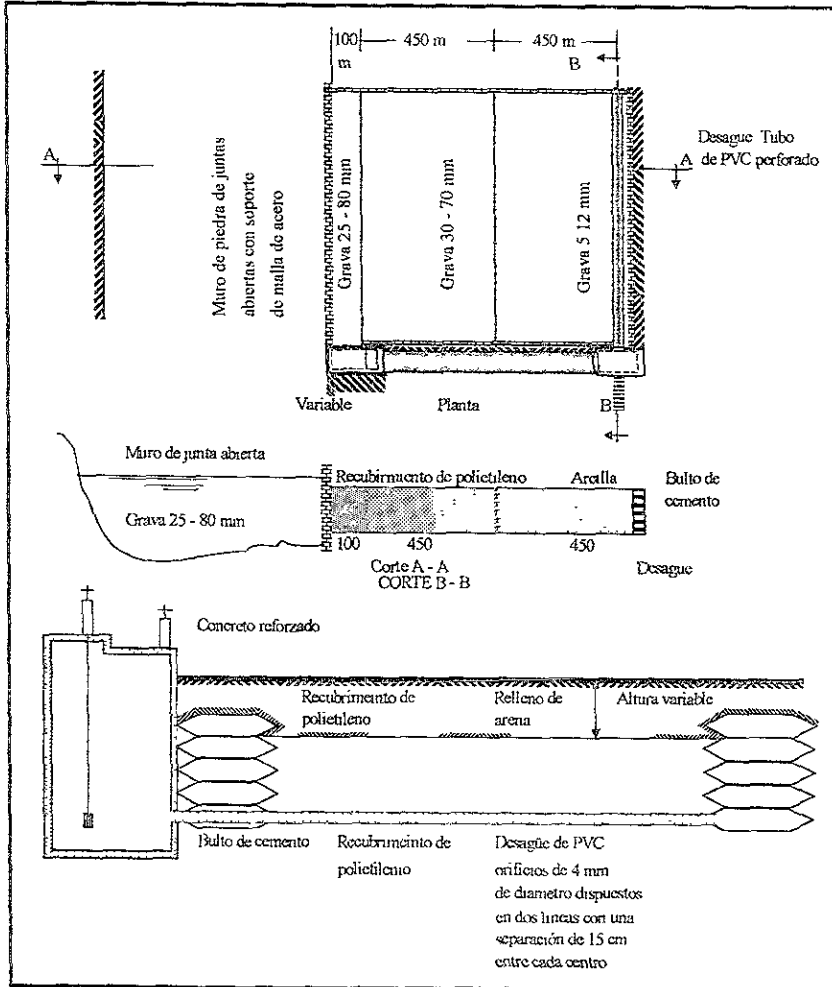 100 m
450 m
450 m
B
A
A
Muro de piedra de juntas
abiertas con soporte
de malla de acero
Grava 25 - 80 mm
Grava 30 - 70 mm
Grava 5 12 mm
Desague Tubo
de PVC perforado
Variable
Planta
B
Muro de junta abierta
Recubrimiento de polietileno
Arcilla
Bulto de
cemento
Grava 25 - 80 mm
100
450
450
Corte A - A
Desague
CORTE B - B
Concreto reforzado
Recubrimeinto de
polietileno
Relleno de
arena
Altura variable
Bulto de cemento
Recubrimeinto de
polietileno
Desagüe de PVC
orificios de 4 mm
de diametro dispuestos
en dos lineas con una
separación de 15 cm
entre cada centro